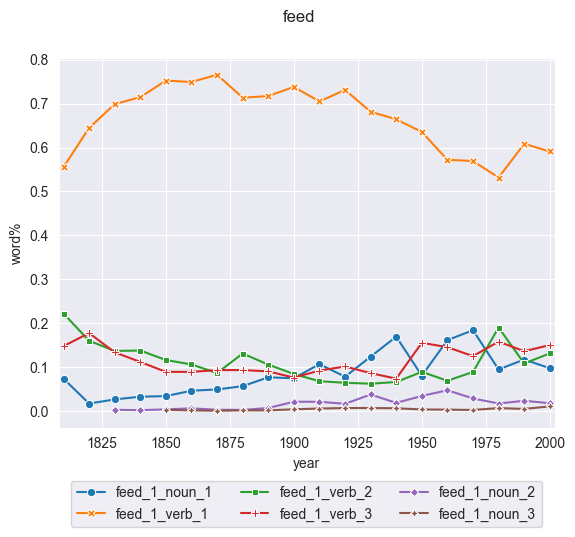 feed
0.8
0.7
0.6
0.5
0.4
0.3
0.2
0.1
0.0
word%
1825 1850 1875 1900 1925 1950 1975 2000
year
feed_1_noun_1 feed_1_verb_2 feed_1_noun_2
feed_1_verb_1 feed_1_verb_3 feed_1_noun_3